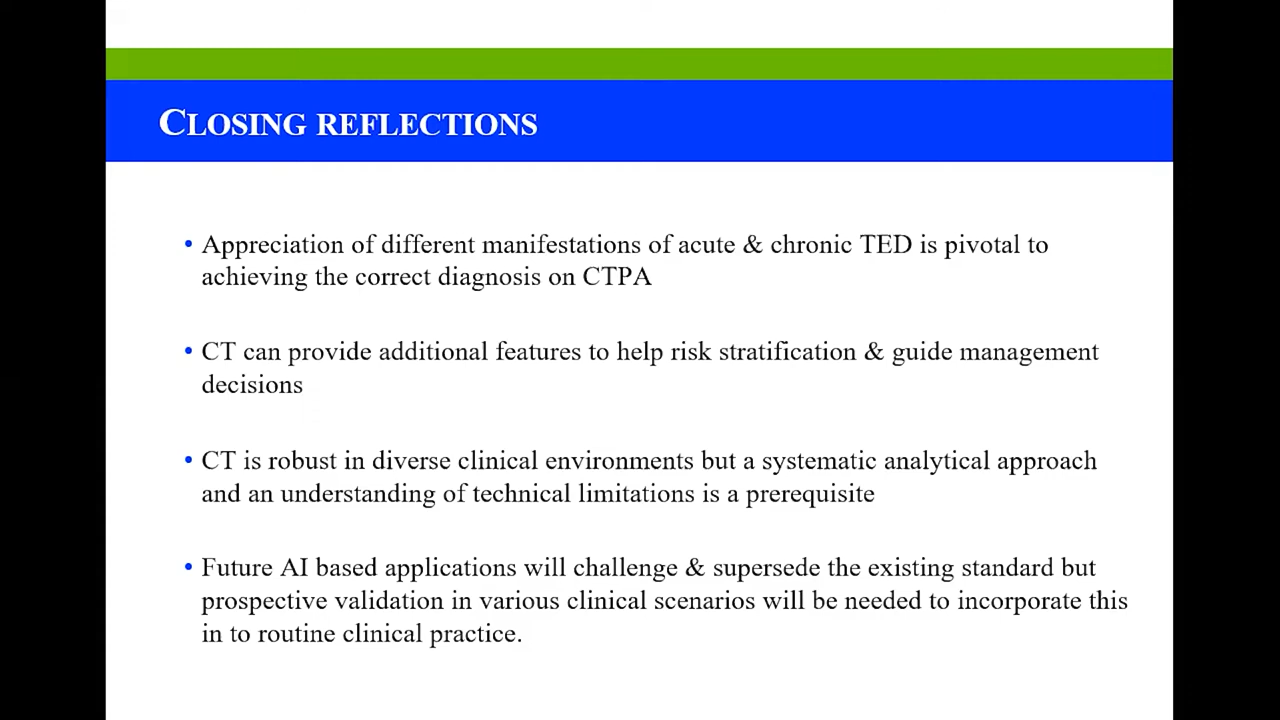 CLOSING REFLECTIONS
• Appreciation of different manifestations of acute & chronic TED is pivotal to
achieving the correct diagnosis on CTPA
• CT can provide additional features to help risk stratification & guide management
decisions
• CT is robust in diverse clinical environments but a systematic analytical approach
and an understanding of technical limitations is a prerequisite
• Future AI based applications will challenge & supersede the existing standard but
prospective validation in various clinical scenarios will be needed to incorporate this
in to routine clinical practice.